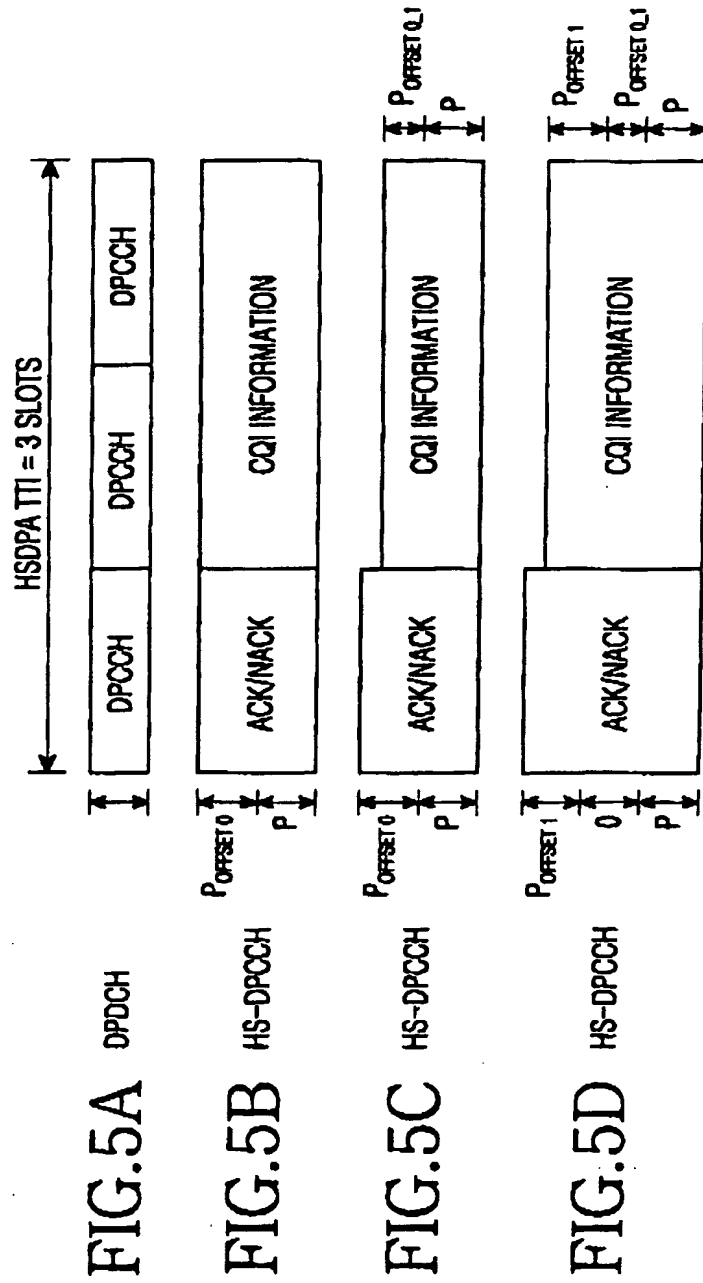 HSDPA TTI = 3 SLOTS
FIG.5A DPDCH
DPCCH DPCCH DPCCH
FIG.5B HS-DPCCH
POFFSET 0
P
ACK/NACK CQI INFORMATION
FIG.5C HS-DPCCH
POFFSET 0
P
ACK/NACK CQI INFORMATION
POFFSET 0_1
P
FIG.5D HS-DPCCH
POFFSET 1
0
P
ACK/NACK CQI INFORMATION
POFFSET 1
POFFSET 0_1
P